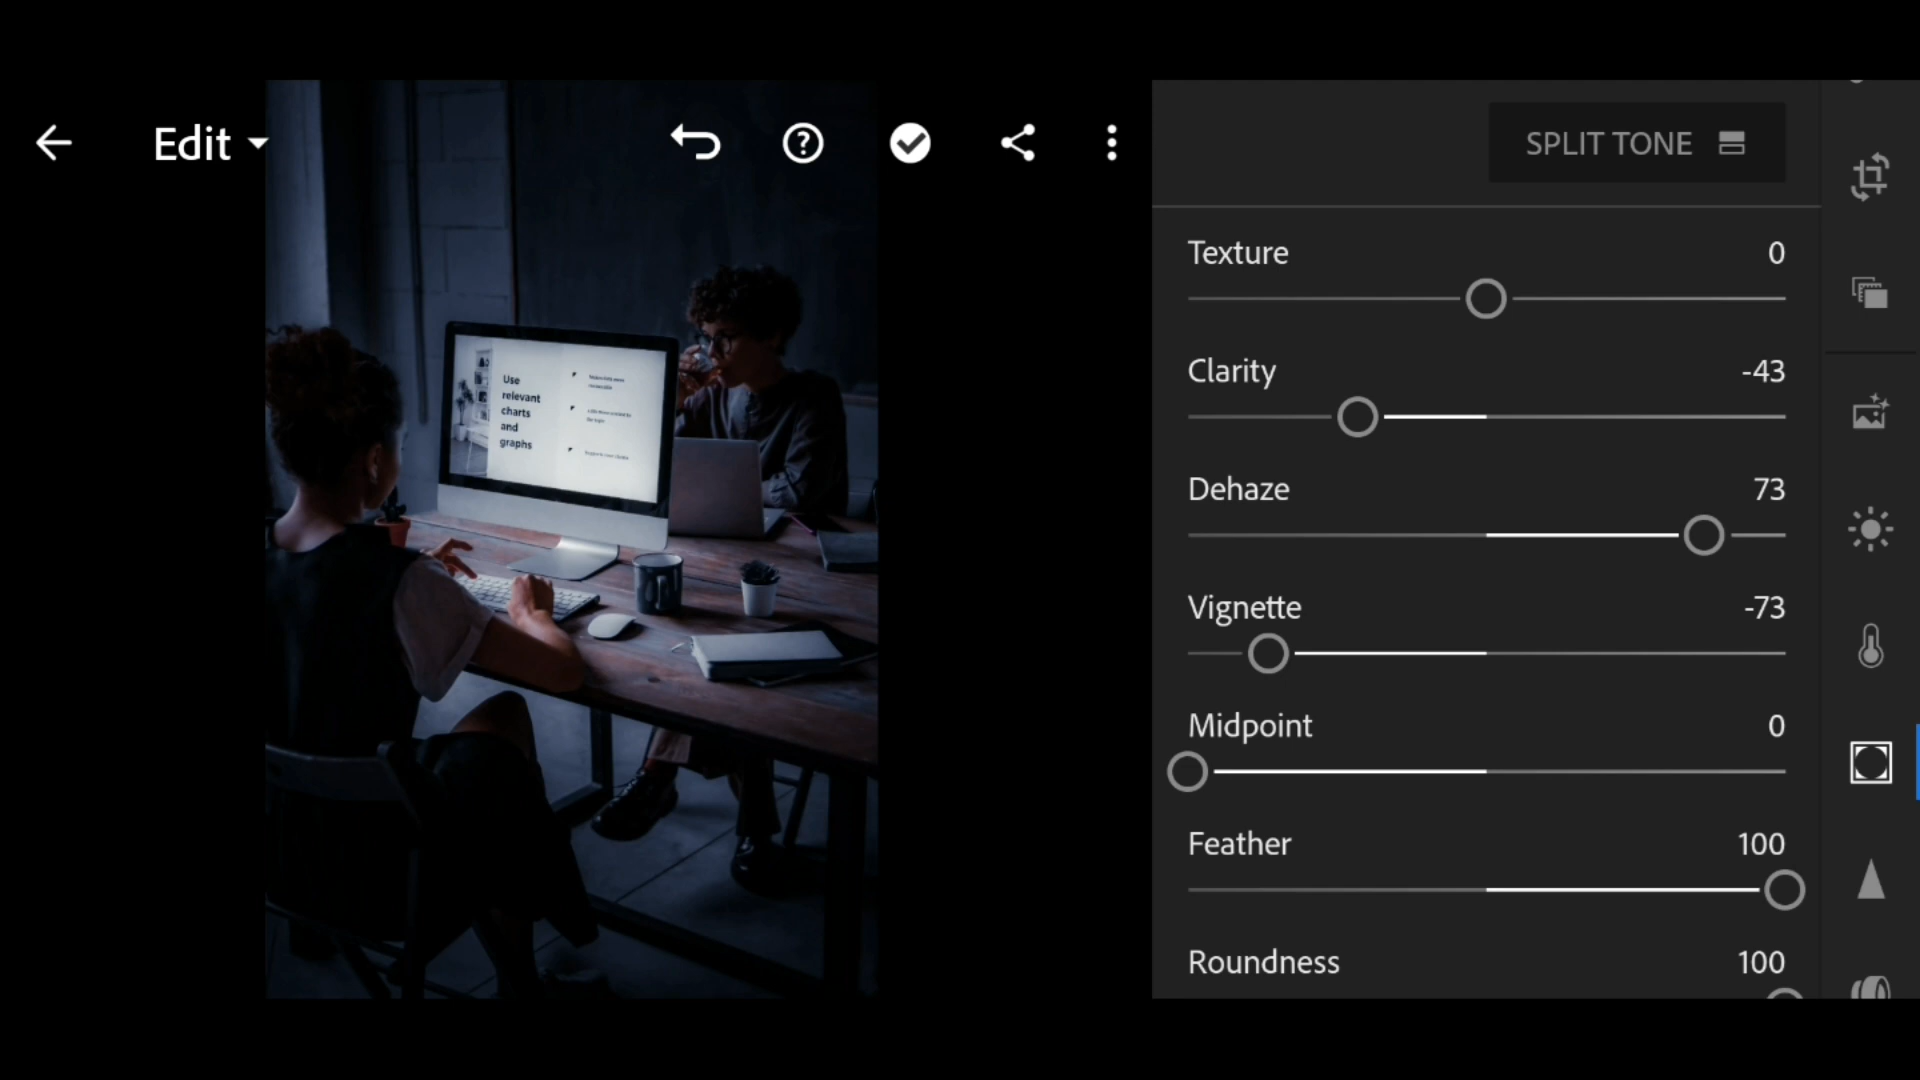 Edit
SPLIT TONE
Texture 0
Clarity -43
Dehaze 73
Vignette -73
Midpoint 0
Feather 100
Roundness 100
Use
relevant
charts
and
graphs